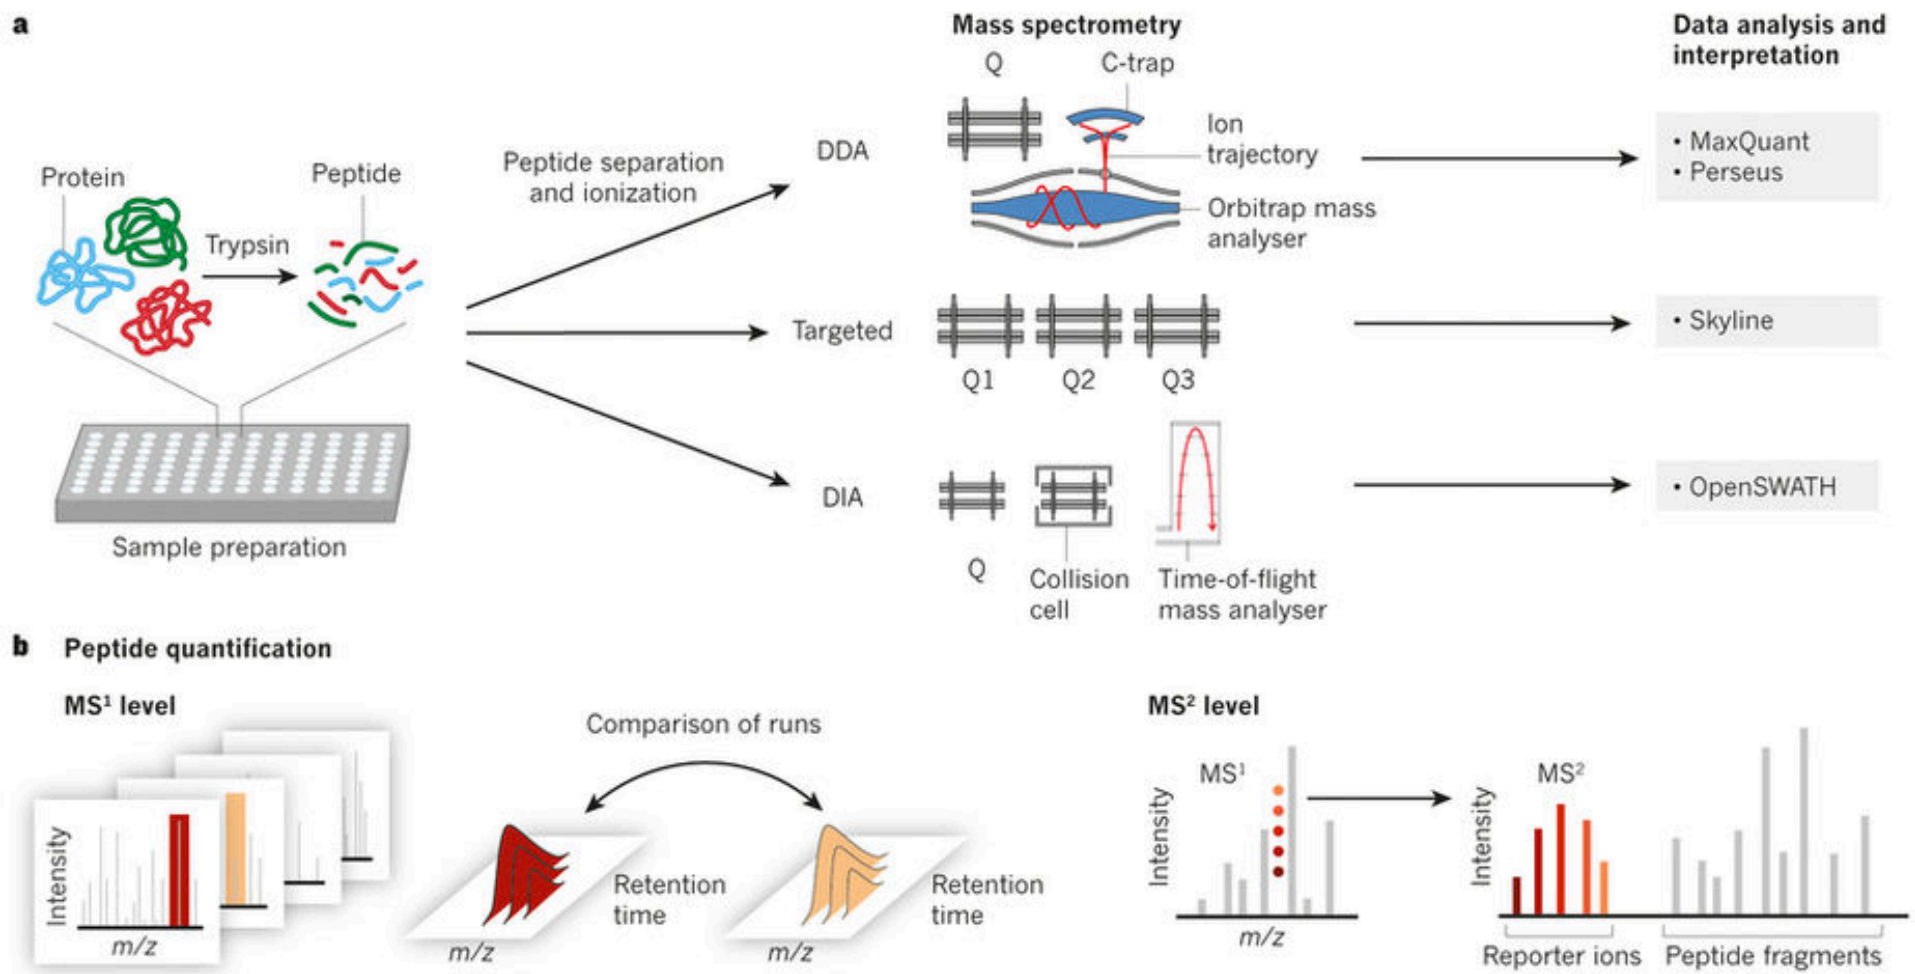 a
Mass spectrometry
Data analysis and
interpretation
Q
C-trap
Protein
Peptide
Trypsin
Sample preparation
Peptide separation
and ionization
DDA
Ion
trajectory
Orbitrap mass
analyser
• MaxQuant
• Perseus
Targeted
Q1
Q2
Q3
• Skyline
DIA
Q
Collision
cell
Time-of-flight
mass analyser
• OpenSWATH
b
Peptide quantification
MS¹ level
Intensity
m/z
Comparison of runs
Retention
time
m/z
Retention
time
m/z
MS² level
Intensity
MS¹
m/z
Intensity
MS²
Reporter ions
Peptide fragments